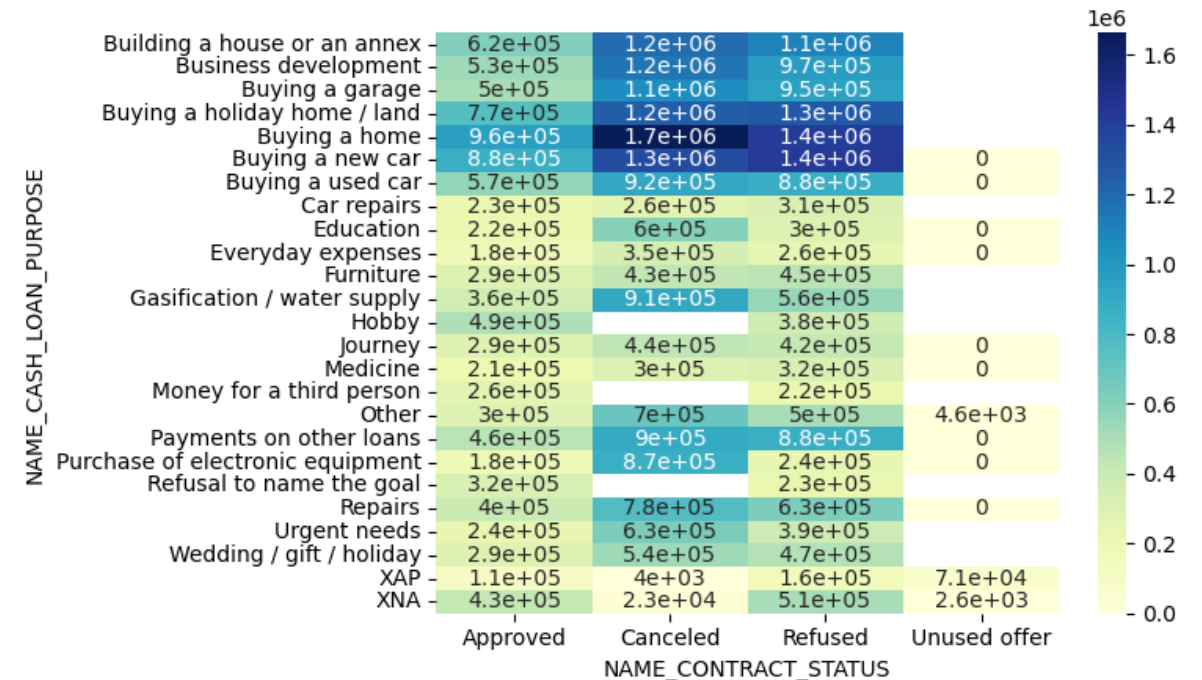 1e6
Building a house or an annex 6.2e+05 1.2e+06 1.1e+06
Business development 5.3e+05 1.2e+06 9.7e+05
Buying a garage 5e+05 1.1e+06 9.5e+05
Buying a holiday home / land 7.7e+05 1.2e+06 1.3e+06
Buying a home 9.6e+05 1.7e+06 1.4e+06
Buying a new car 8.8e+05 1.3e+06 1.4e+06 0
Buying a used car 5.7e+05 9.2e+05 8.8e+05 0
Car repairs 2.3e+05 2.6e+05 3.1e+05
Education 2.2e+05 6e+05 3e+05 0
Everyday expenses 1.8e+05 3.5e+05 2.6e+05 0
Furniture 2.9e+05 4.3e+05 4.5e+05
Gasification / water supply 3.6e+05 9.1e+05 5.6e+05
Hobby 4.9e+05 3.8e+05
Journey 2.9e+05 4.4e+05 4.2e+05 0
Medicine 2.1e+05 3e+05 3.2e+05 0
Money for a third person 2.6e+05 2.2e+05
Other 3e+05 7e+05 5e+05 4.6e+03
Payments on other loans 4.6e+05 9e+05 8.8e+05 0
Purchase of electronic equipment 1.8e+05 8.7e+05 2.4e+05 0
Refusal to name the goal 3.2e+05 2.3e+05
Repairs 4e+05 7.8e+05 6.3e+05 0
Urgent needs 2.4e+05 6.3e+05 3.9e+05
Wedding / gift / holiday 2.9e+05 5.4e+05 4.7e+05
XAP 1.1e+05 4e+03 1.6e+05 7.1e+04
XNA 4.3e+05 2.3e+04 5.1e+05 2.6e+03
Approved Canceled Refused Unused offer
NAME_CONTRACT_STATUS
NAME_CASH_LOAN_PURPOSE
1.6
1.4
1.2
1.0
0.8
0.6
0.4
0.2
0.0